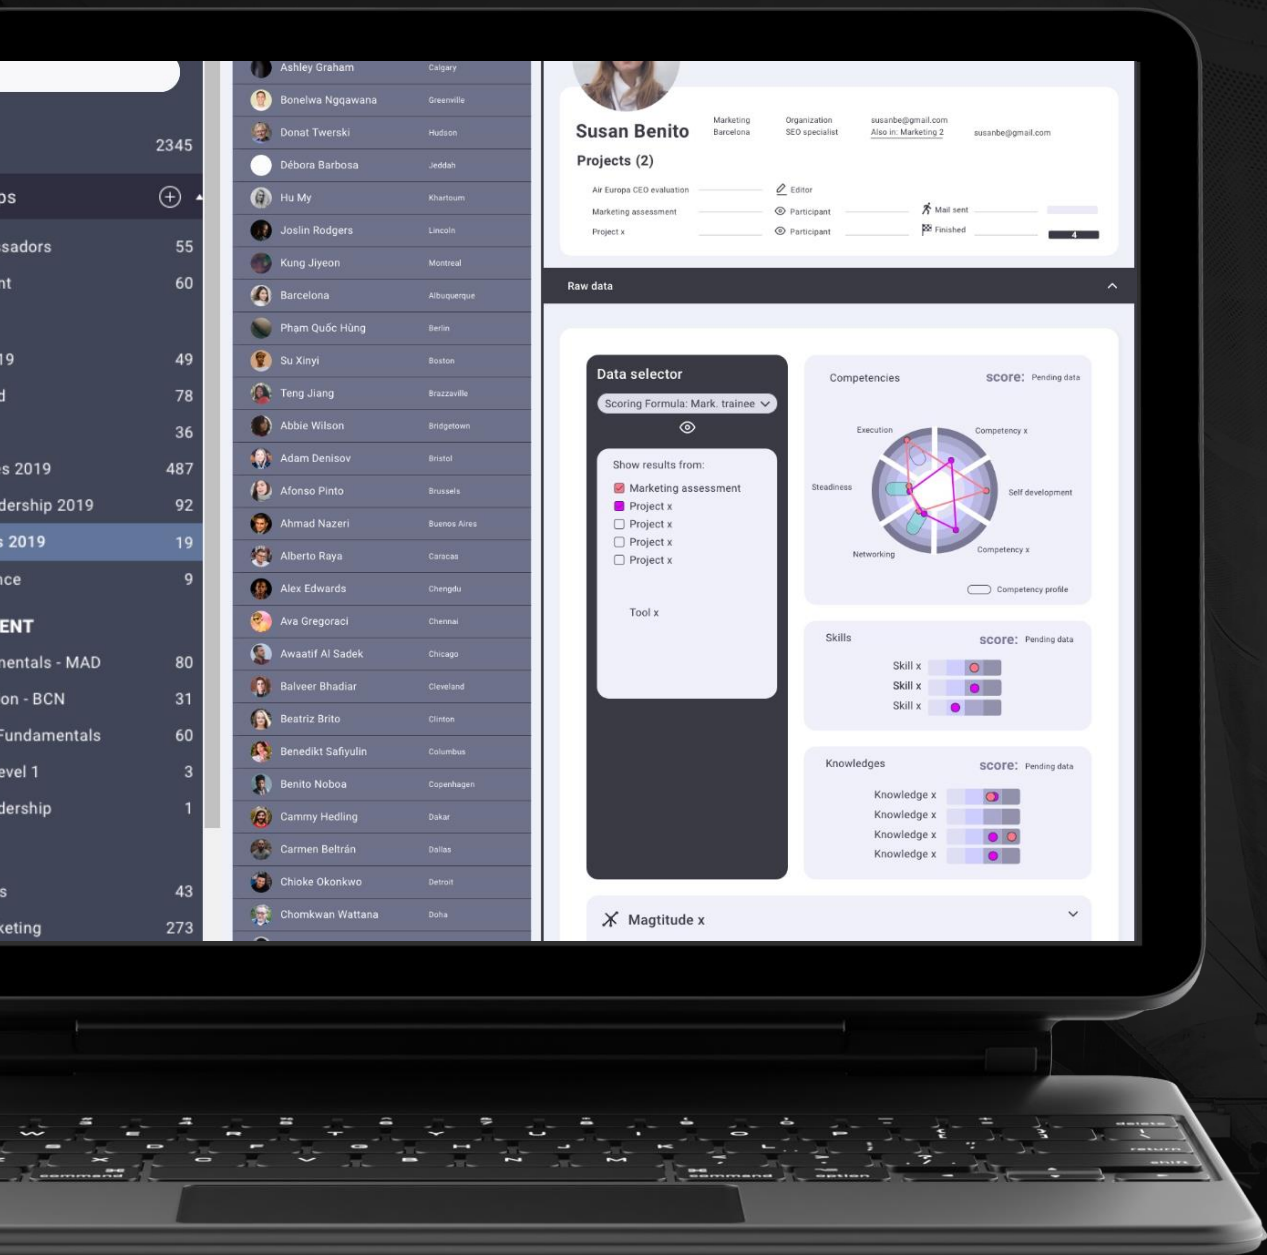 2345
ps
ssadors 55
nt 60
19 49
d 78
36
es 2019 487
dership 2019 92
s 2019 19
nce 9
ENT
mentals - MAD 80
on - BCN 31
Fundamentals 60
evel 1 3
dership 1
s 43
keting 273
Ashley Graham Calgary
Bonelwa Ngqawana Greenville
Donat Twerski Hudson
Débora Barbosa Jeddah
Hu My Khartoum
Joslin Rodgers Lincoln
Kung Jiyeon Montreal
Barcelona Albuquerque
Phạm Quốc Hùng Berlin
Su Xinyi Boston
Teng Jiang Brazzaville
Abbie Wilson Bridgetown
Adam Denisov Bristol
Afonso Pinto Brussels
Ahmad Nazeri Buenos Aires
Alberto Raya Caracas
Alex Edwards Chengdu
Ava Gregoraci Chennai
Awaatif Al Sadek Chicago
Balveer Bhadiar Cleveland
Beatriz Brito Clinton
Benedikt Safiyulin Columbus
Benito Noboa Copenhagen
Cammy Hedling Dakar
Carmen Beltrán Dallas
Chioke Okonkwo Detroit
Chomkwan Wattana Doha
Susan Benito
Marketing Organization susanbe@gmail.com
Barcelona SEO specialist Also in: Marketing 2 susanbe@gmail.com
Projects (2)
Air Europa CEO evaluation Editor
Marketing assessment Participant Mail sent
Project x Participant Finished 4
Raw data
Data selector
Scoring Formula: Mark. trainee
Show results from:
Marketing assessment
Project x
Project x
Project x
Project x
Tool x
Competencies score: Pending data
Execution Competency x
Steadiness Self development
Networking Competency x
Competency profile
Skills score: Pending data
Skill x
Skill x
Skill x
Knowledges score: Pending data
Knowledge x
Knowledge x
Knowledge x
Knowledge x
Magtitude x
W E R T Y U I O P
delete
D F G H J K L
return
X C V B N M
shift
command
command
option